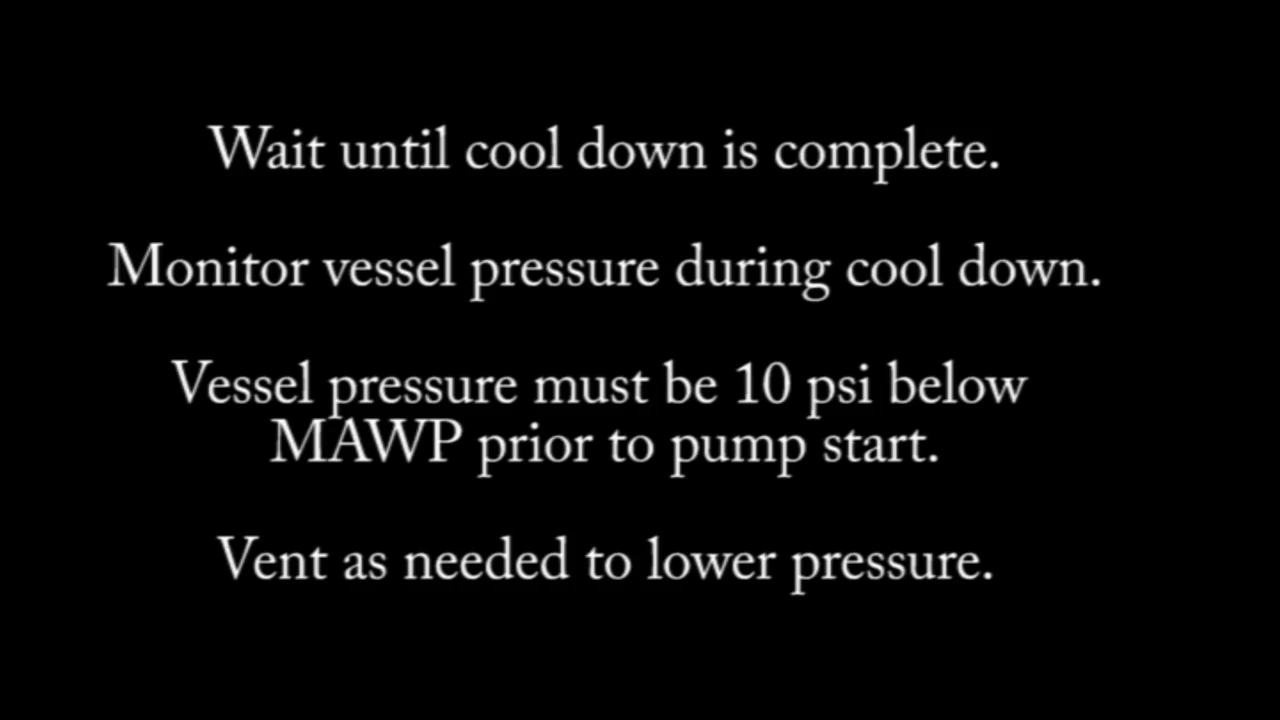 Wait until cool down is complete.
Monitor vessel pressure during cool down.
Vessel pressure must be 10 psi below
MAWP prior to pump start.
Vent as needed to lower pressure.